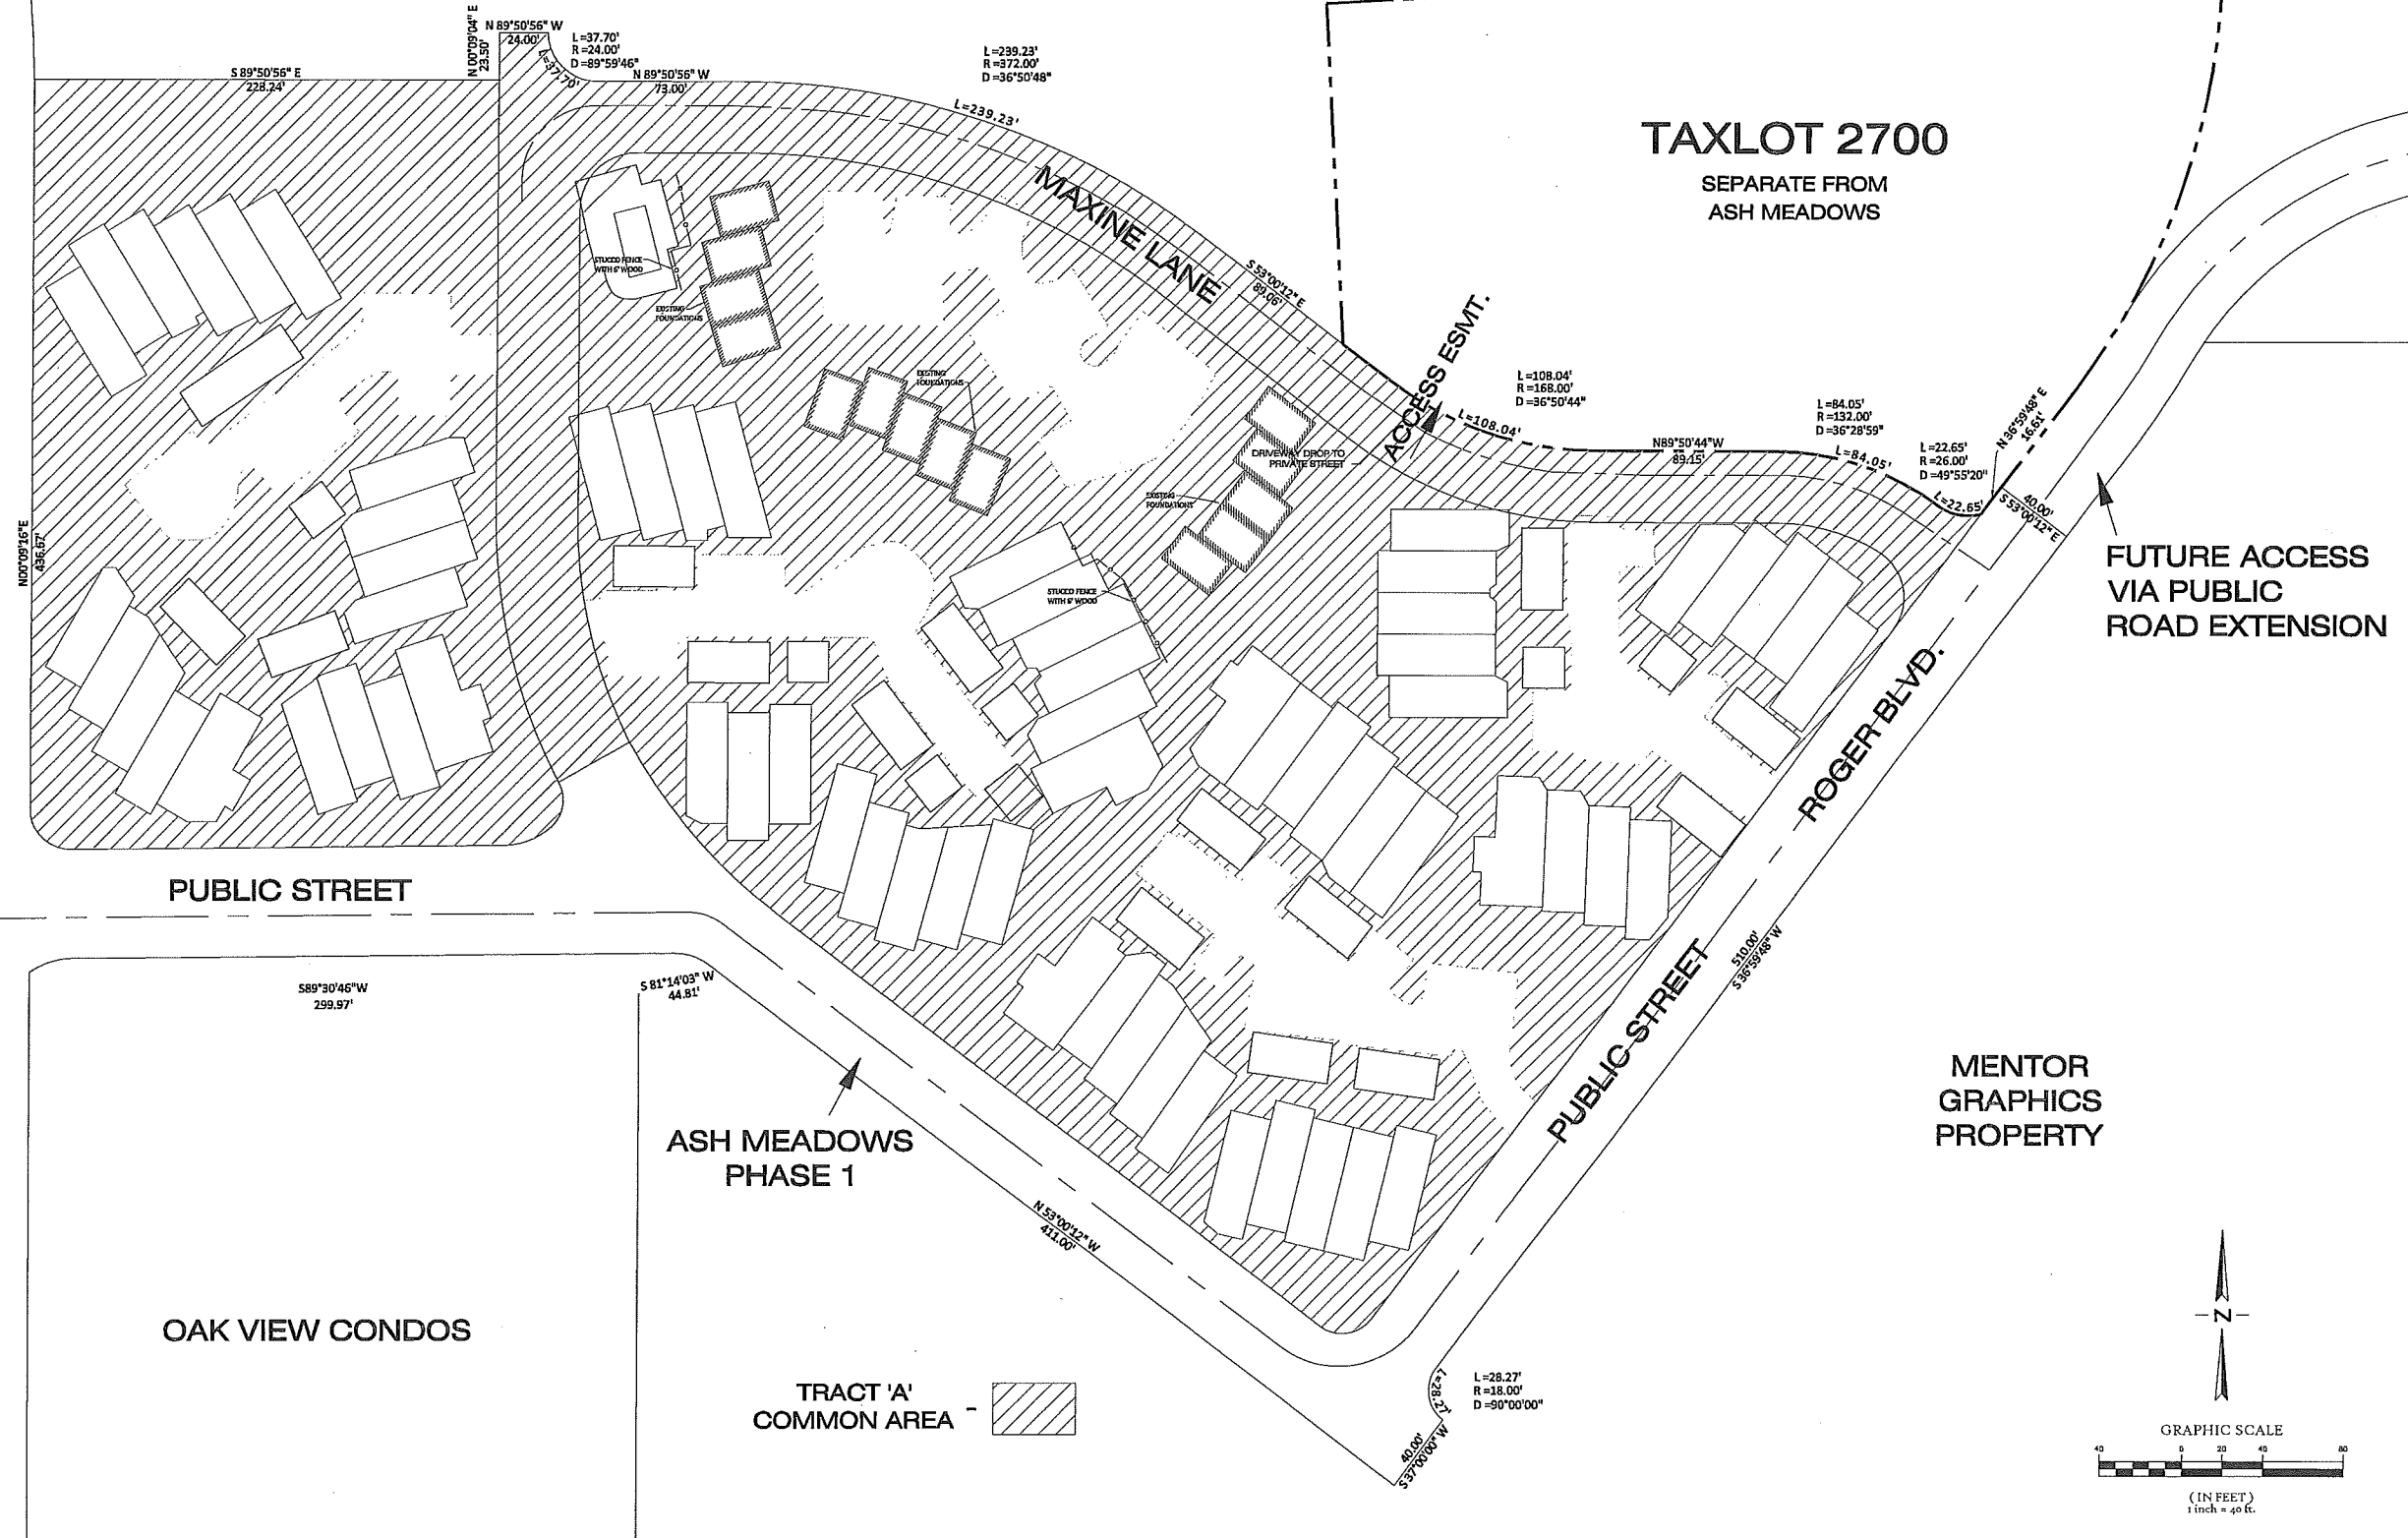 N 00°09'04" E
23.50'
N 89°50'56" W
24.00'
L=37.70'
L =37.70'
R =24.00'
D =89°59'46"
S 89°50'56" E
228.24'
N 89°50'56" W
73.00'
L =239.23'
R =372.00'
D =36°50'48"
L=239.23'
MAXINE LANE
TAXLOT 2700
SEPARATE FROM
ASH MEADOWS
STUCCO FENCE
WITH 6' WOOD
EXISTING
FOUNDATIONS
S 53°00'12" E
89.06'
ACCESS ESMT.
EXISTING
FOUNDATIONS
L =108.04'
R =168.00'
D =36°50'44"
L=108.04'
N89°50'44"W
89.15'
L =84.05'
R =132.00'
D =36°28'59"
L=84.05'
L =22.65'
R =26.00'
D =49°55'20"
L=22.65'
N 36°59'48" E
16.61'
40.00'
S 53°00'12" E
DRIVEWAY DROP TO
PRIVATE STREET
EXISTING
FOUNDATIONS
N00°09'16"E
436.67'
STUCCO FENCE
WITH 6' WOOD
FUTURE ACCESS
VIA PUBLIC
ROAD EXTENSION
ROGER BLVD.
PUBLIC STREET
PUBLIC STREET
510.00'
S 36°59'48" W
S89°30'46"W
299.97'
S 81°14'03" W
44.81'
ASH MEADOWS
PHASE 1
MENTOR
GRAPHICS
PROPERTY
N 53°00'12" W
411.00'
OAK VIEW CONDOS
TRACT 'A'
COMMON AREA
L=28.27'
L =28.27'
R =18.00'
D =90°00'00"
40.00'
S 37°00'00" W
N
GRAPHIC SCALE
40 0 20 40 80
( IN FEET )
1 inch = 40 ft.